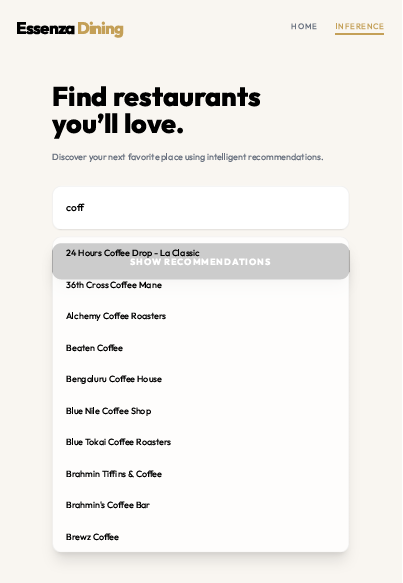 Essenza Dining
HOME
INFERENCE
Find restaurants
you'll love.
Discover your next favorite place using intelligent recommendations.
coff
24 Hours Coffee Drop - La Classic
SHOW RECOMMENDATIONS
36th Cross Coffee Mane
Alchemy Coffee Roasters
Beaten Coffee
Bengaluru Coffee House
Blue Nile Coffee Shop
Blue Tokai Coffee Roasters
Brahmin Tiffins & Coffee
Brahmin's Coffee Bar
Brewz Coffee